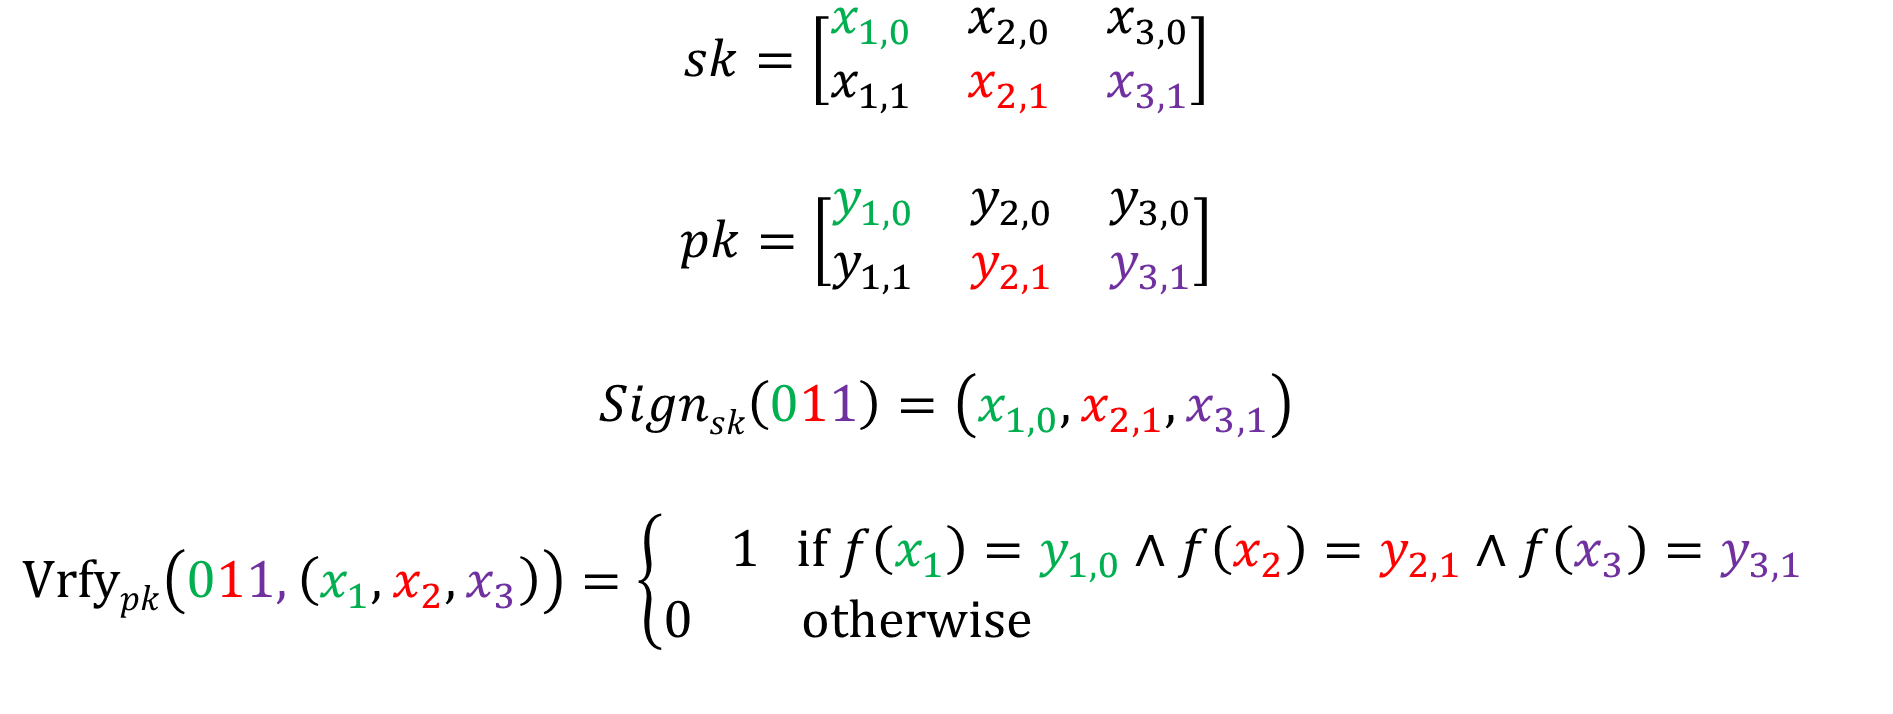 sk = [x₁,₀ x₂,₀ x₃,₀
x₁,₁ x₂,₁ x₃,₁]
pk = [y₁,₀ y₂,₀ y₃,₀
y₁,₁ y₂,₁ y₃,₁]
Signₛₖ(011) = (x₁,₀, x₂,₁, x₃,₁)
Vrfyₚₖ(011, (x₁, x₂, x₃)) = { 1 if f(x₁) = y₁,₀ ∧ f(x₂) = y₂,₁ ∧ f(x₃) = y₃,₁
0 otherwise